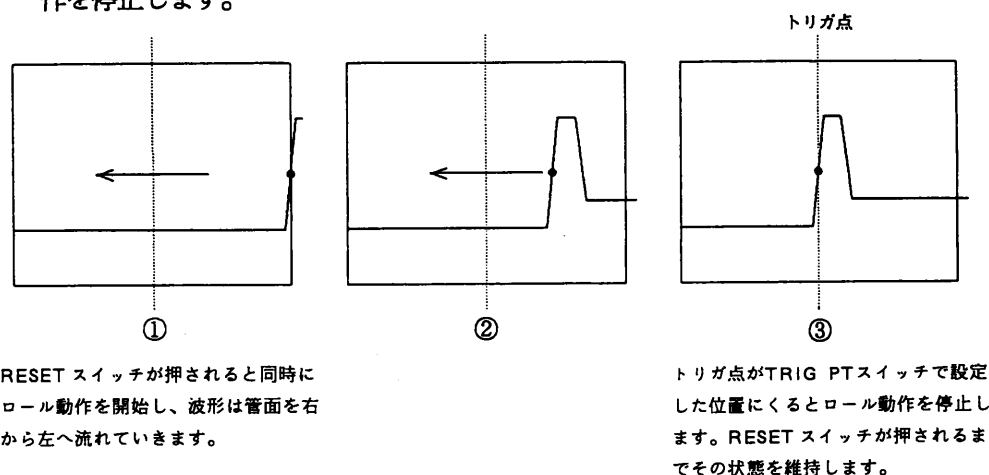 作を停止します。
トリガ点
①
②
③
RESET スイッチが押されると同時に
ロール動作を開始し、波形は管面を右
から左へ流れていきます。
トリガ点がTRIG PTスイッチで設定
した位置にくるとロール動作を停止し
ます。RESET スイッチが押されるま
でその状態を維持します。